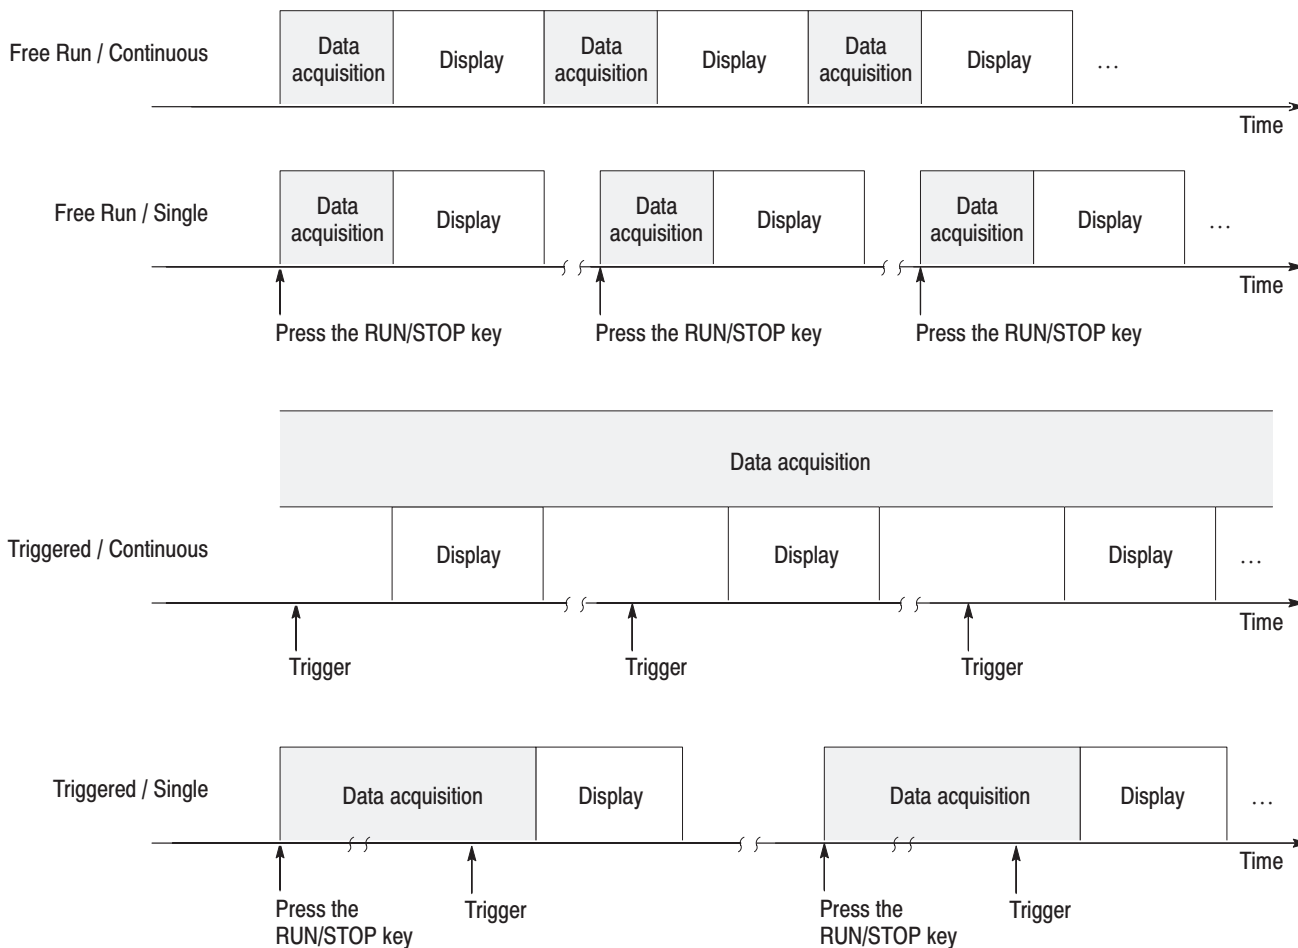 Free Run / Continuous
Data
acquisition
Display
Data
acquisition
Display
Data
acquisition
Display
...
Time
Free Run / Single
Data
acquisition
Display
Data
acquisition
Display
Data
acquisition
Display
...
Time
Press the RUN/STOP key
Press the RUN/STOP key
Press the RUN/STOP key
Data acquisition
Triggered / Continuous
Display
Display
Display
...
Time
Trigger
Trigger
Trigger
Triggered / Single
Data acquisition
Display
Data acquisition
Display
...
Time
Press the
RUN/STOP key
Trigger
Press the
RUN/STOP key
Trigger